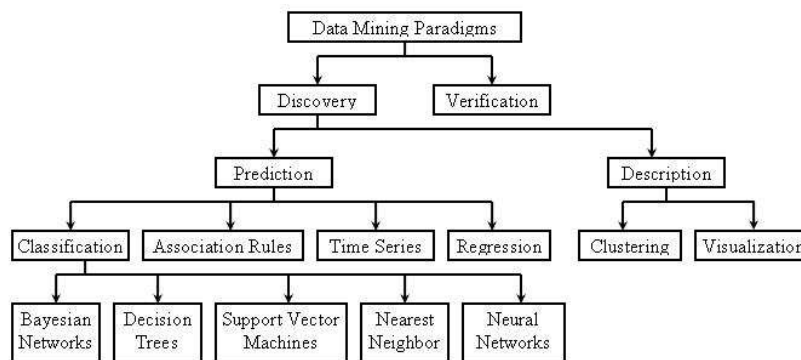 Data Mining Paradigms
Discovery
Verification
Prediction
Description
Classification
Association Rules
Time Series
Regression
Clustering
Visualization
Bayesian
Networks
Decision
Trees
Support Vector
Machines
Nearest
Neighbor
Neural
Networks